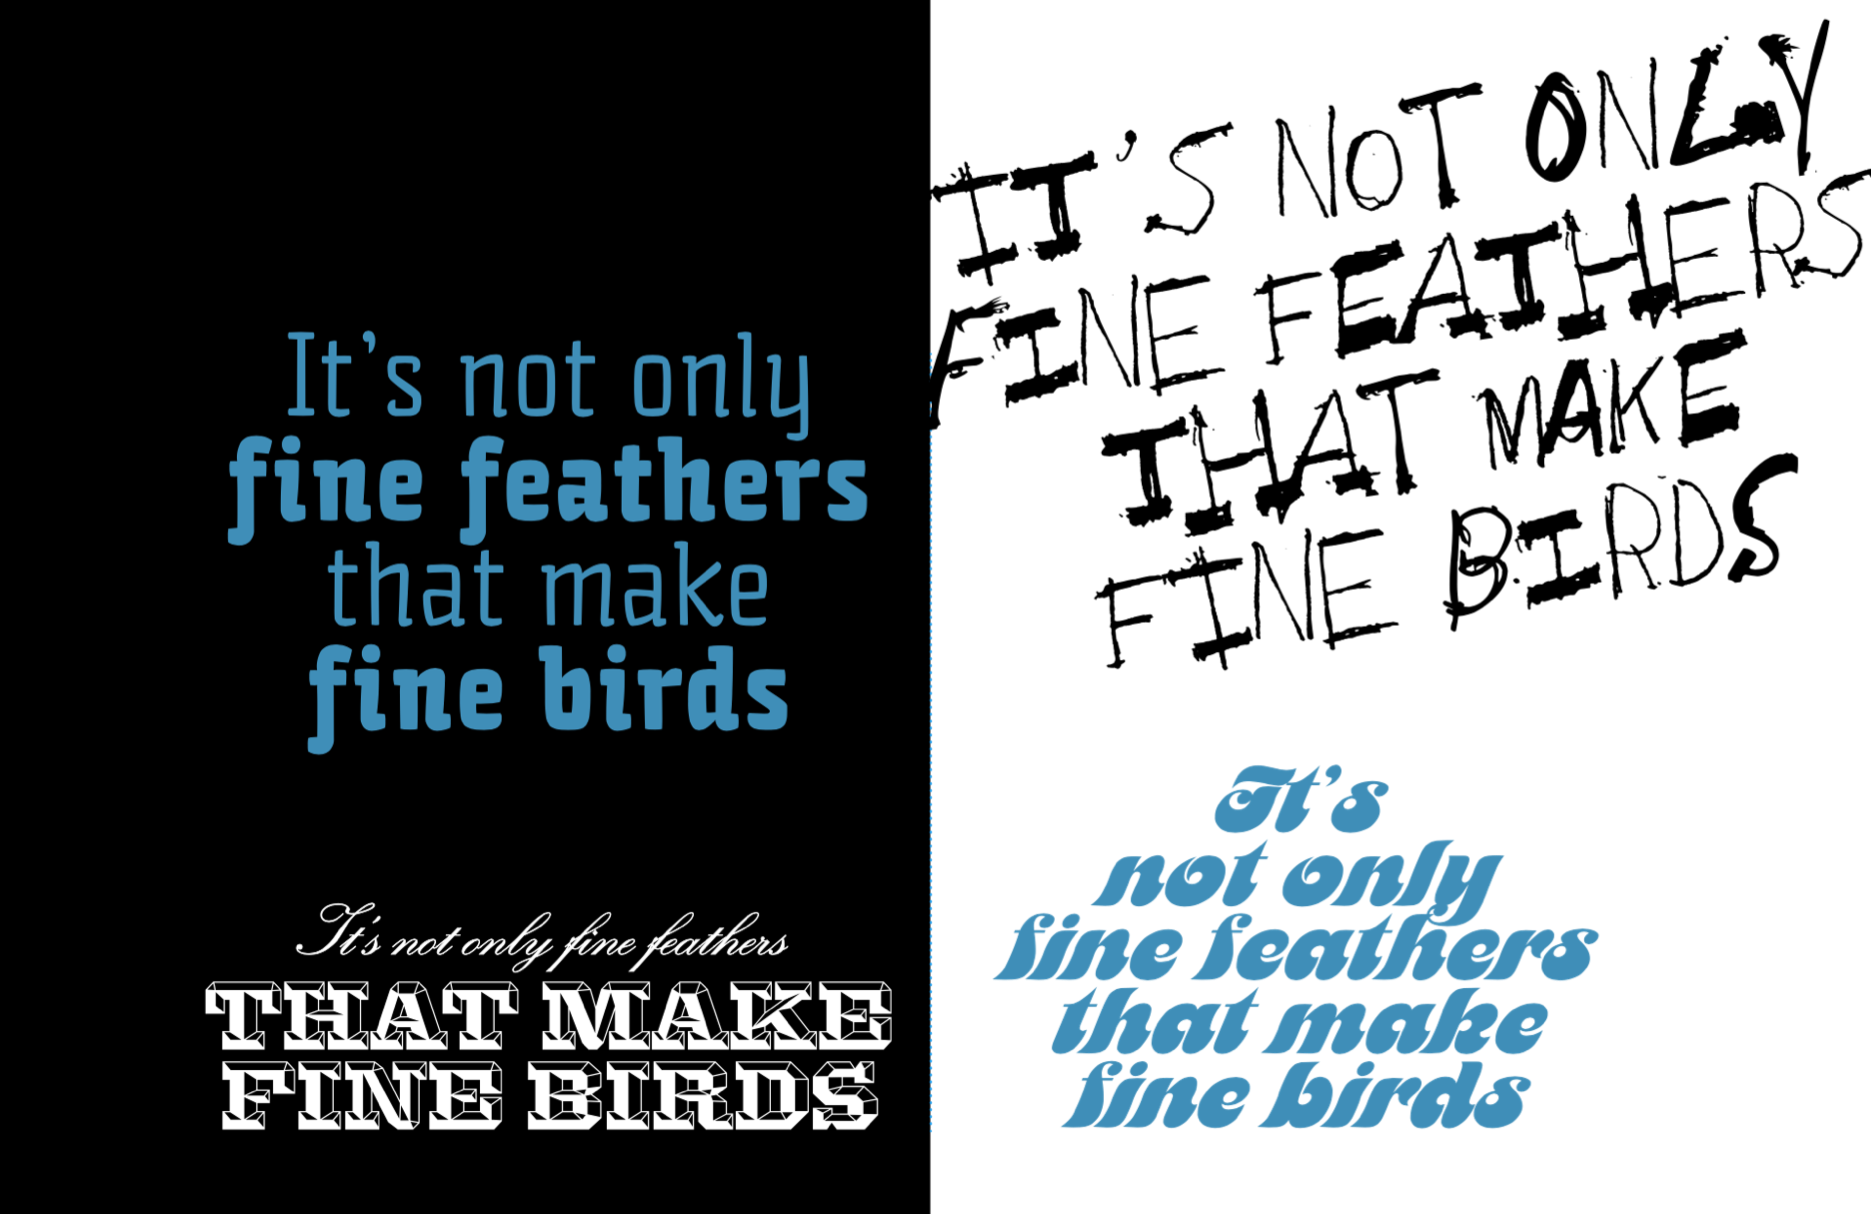 It’s not only
fine feathers
that make
fine birds
It’s not only fine feathers
THAT MAKE
FINE BIRDS
IT’S NOT ONLY
FINE FEATHERS
THAT MAKE
FINE BIRDS
It’s
not only
fine feathers
that make
fine birds